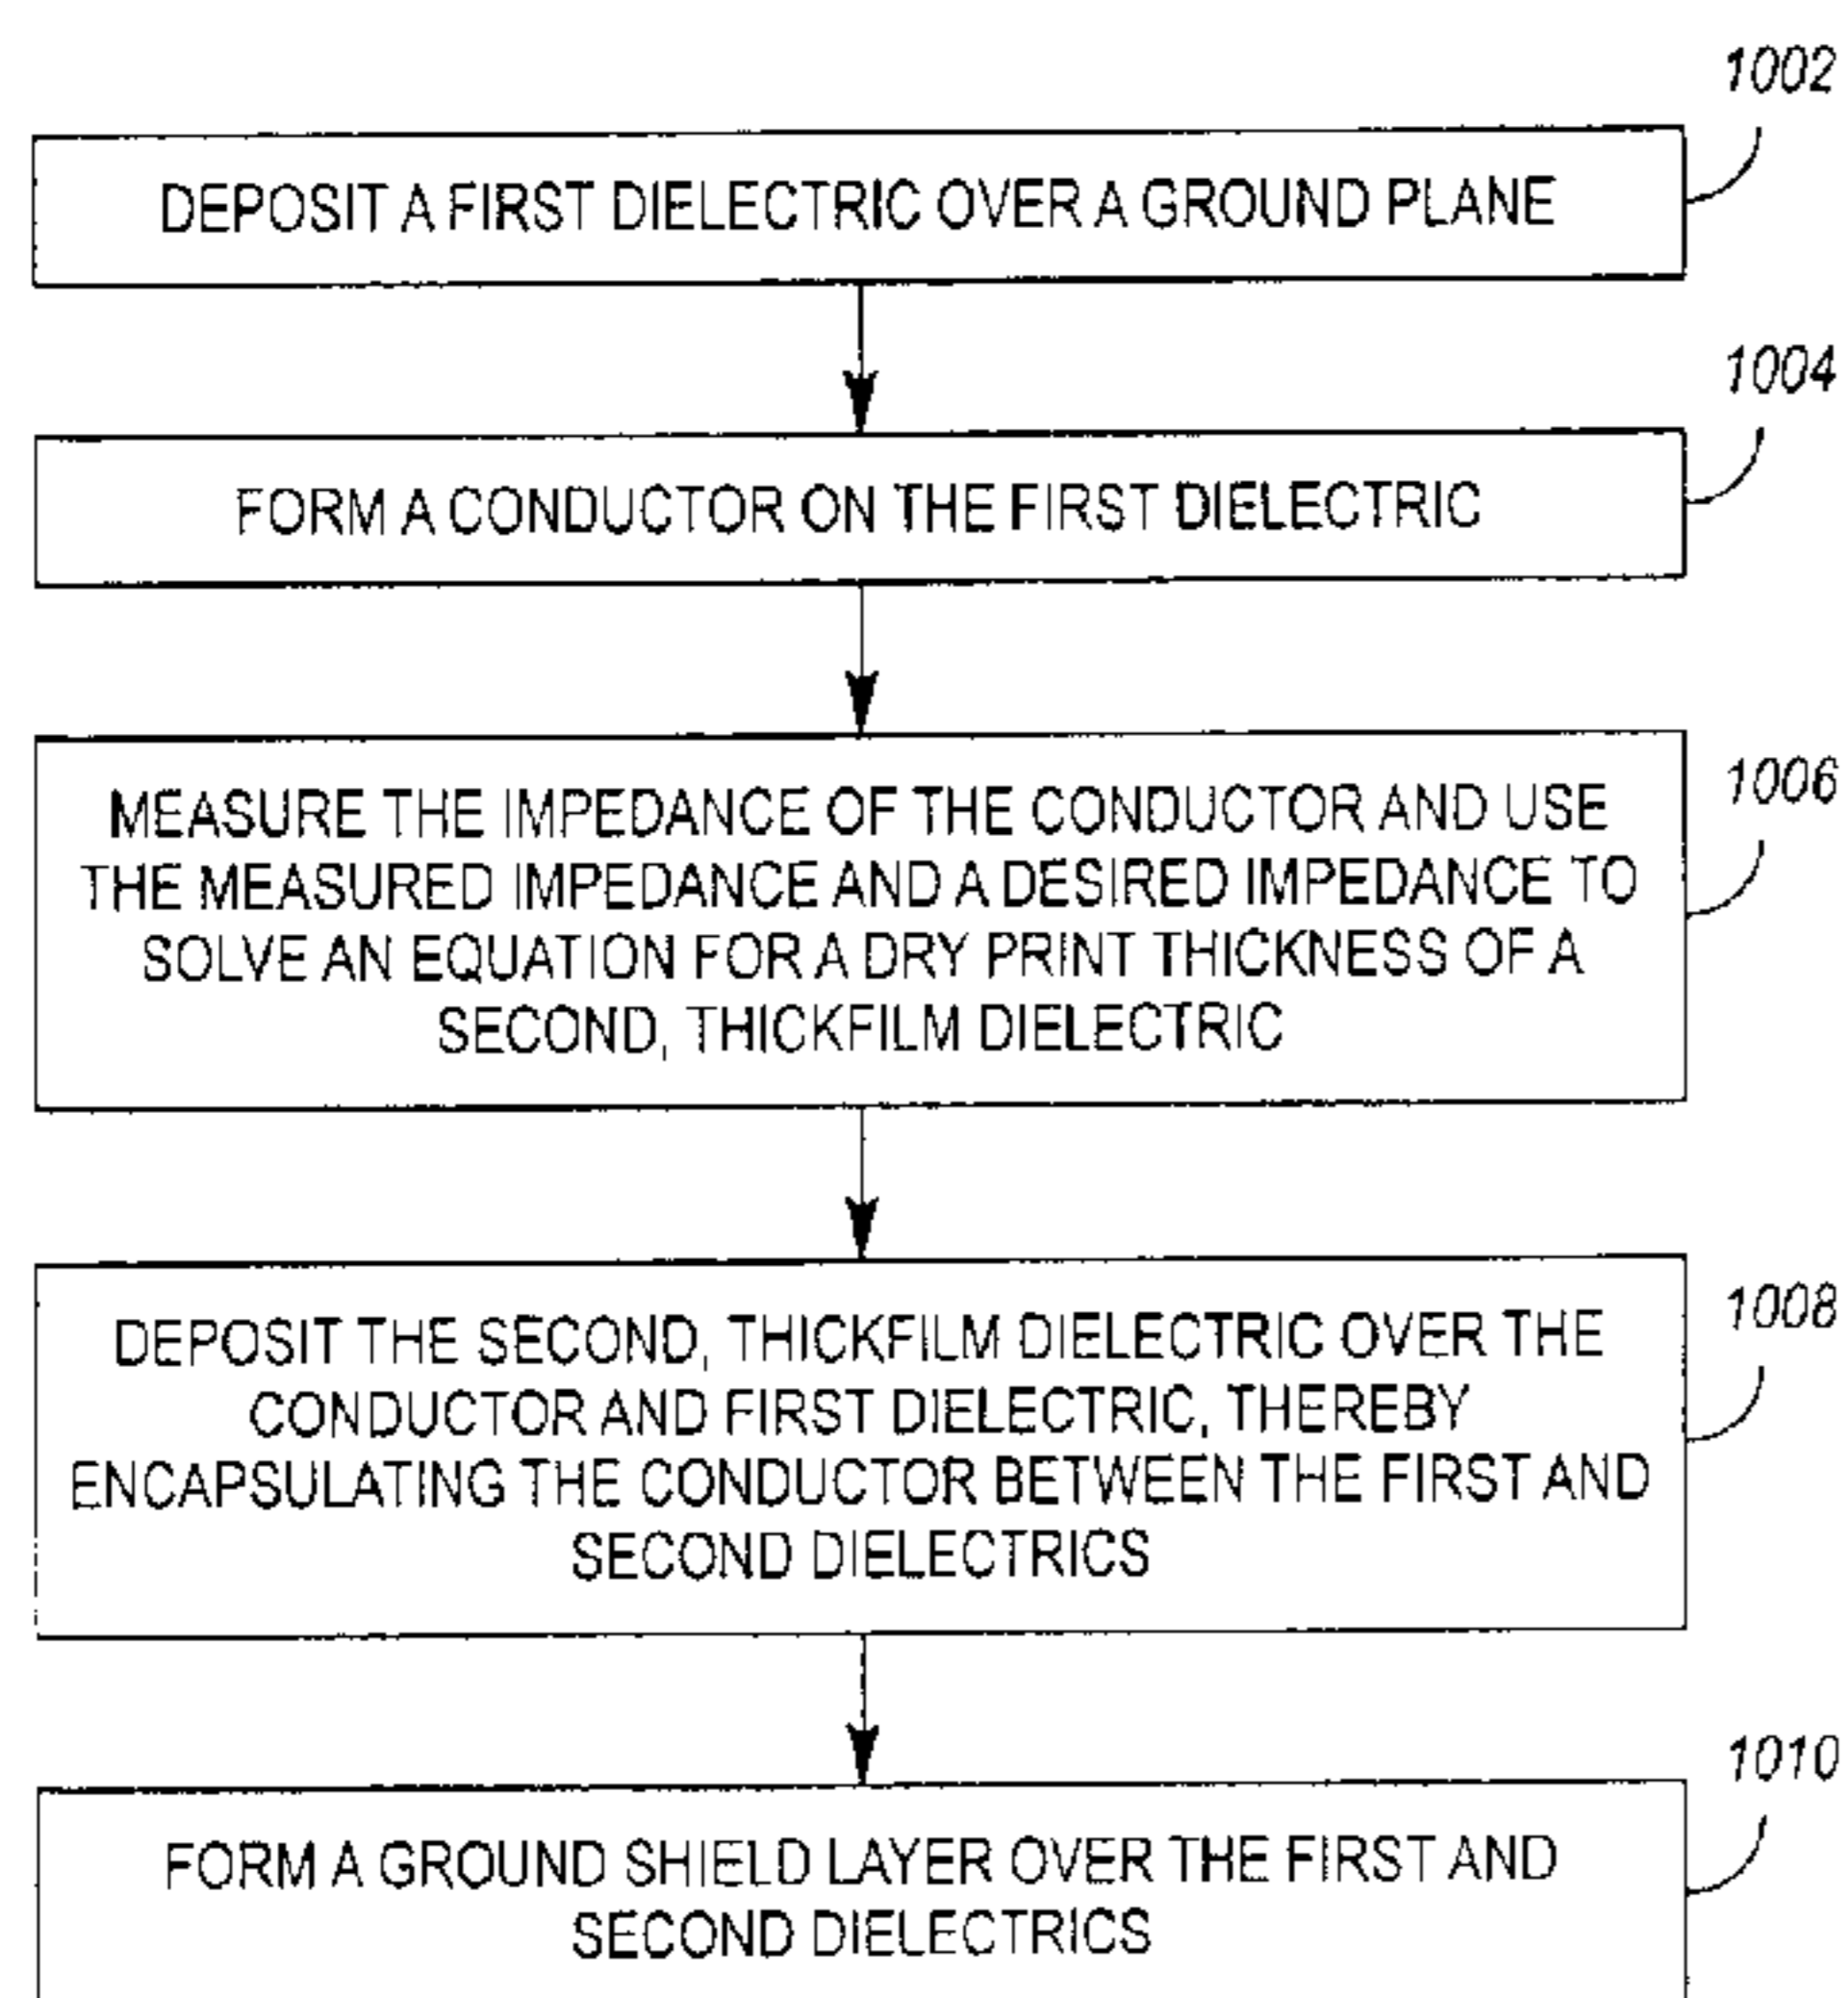 1002
DEPOSIT A FIRST DIELECTRIC OVER A GROUND PLANE
1004
FORM A CONDUCTOR ON THE FIRST DIELECTRIC
1006
MEASURE THE IMPEDANCE OF THE CONDUCTOR AND USE
THE MEASURED IMPEDANCE AND A DESIRED IMPEDANCE TO
SOLVE AN EQUATION FOR A DRY PRINT THICKNESS OF A
SECOND, THICKFILM DIELECTRIC
1008
DEPOSIT THE SECOND, THICKFILM DIELECTRIC OVER THE
CONDUCTOR AND FIRST DIELECTRIC, THEREBY
ENCAPSULATING THE CONDUCTOR BETWEEN THE FIRST AND
SECOND DIELECTRICS
1010
FORM A GROUND SHIELD LAYER OVER THE FIRST AND
SECOND DIELECTRICS